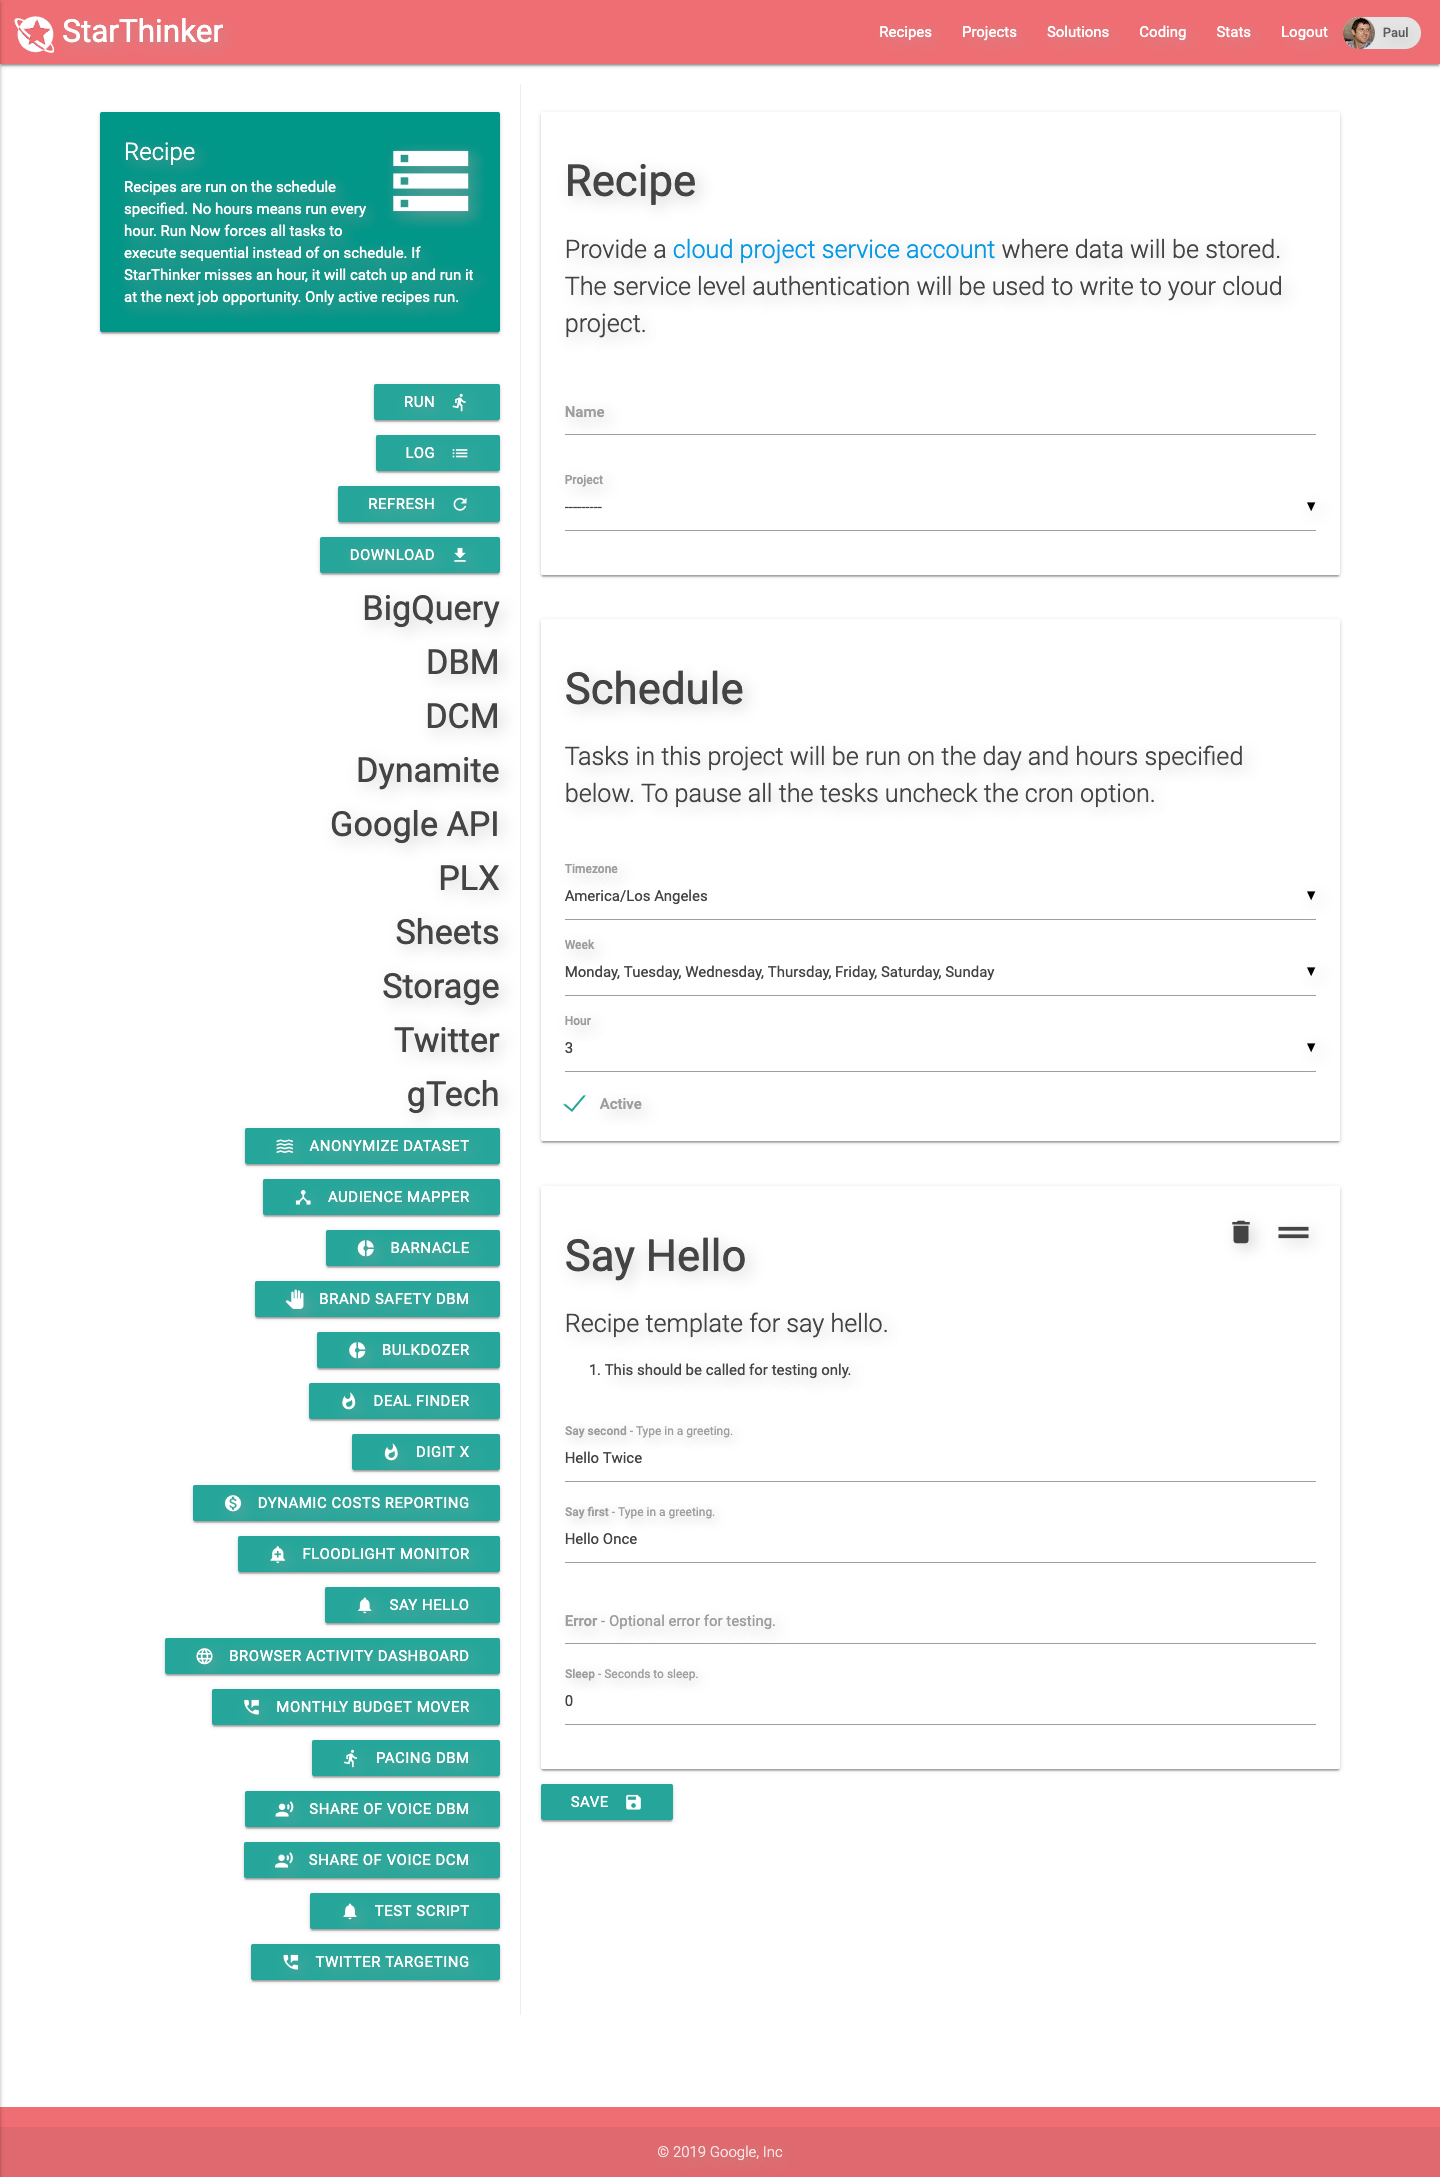 StarThinker
Recipes Projects Solutions Coding Stats Logout Paul
Recipe
Recipes are run on the schedule
specified. No hours means run every
hour. Run Now forces all tasks to
execute sequential instead of on schedule. If
StarThinker misses an hour, it will catch up and run it
at the next job opportunity. Only active recipes run.
RUN
LOG
REFRESH
DOWNLOAD
BigQuery
DBM
DCM
Dynamite
Google API
PLX
Sheets
Storage
Twitter
gTech
ANONYMIZE DATASET
AUDIENCE MAPPER
BARNACLE
BRAND SAFETY DBM
BULKDOZER
DEAL FINDER
DIGIT X
DYNAMIC COSTS REPORTING
FLOODLIGHT MONITOR
SAY HELLO
BROWSER ACTIVITY DASHBOARD
MONTHLY BUDGET MOVER
PACING DBM
SHARE OF VOICE DBM
SHARE OF VOICE DCM
TEST SCRIPT
TWITTER TARGETING
Recipe
Provide a cloud project service account where data will be stored.
The service level authentication will be used to write to your cloud
project.
Name
Project
---------
Schedule
Tasks in this project will be run on the day and hours specified
below. To pause all the tesks uncheck the cron option.
Timezone
America/Los Angeles
Week
Monday, Tuesday, Wednesday, Thursday, Friday, Saturday, Sunday
Hour
3
Active
Say Hello
Recipe template for say hello.
1. This should be called for testing only.
Say second - Type in a greeting.
Hello Twice
Say first - Type in a greeting.
Hello Once
Error - Optional error for testing.
Sleep - Seconds to sleep.
0
SAVE
© 2019 Google, Inc